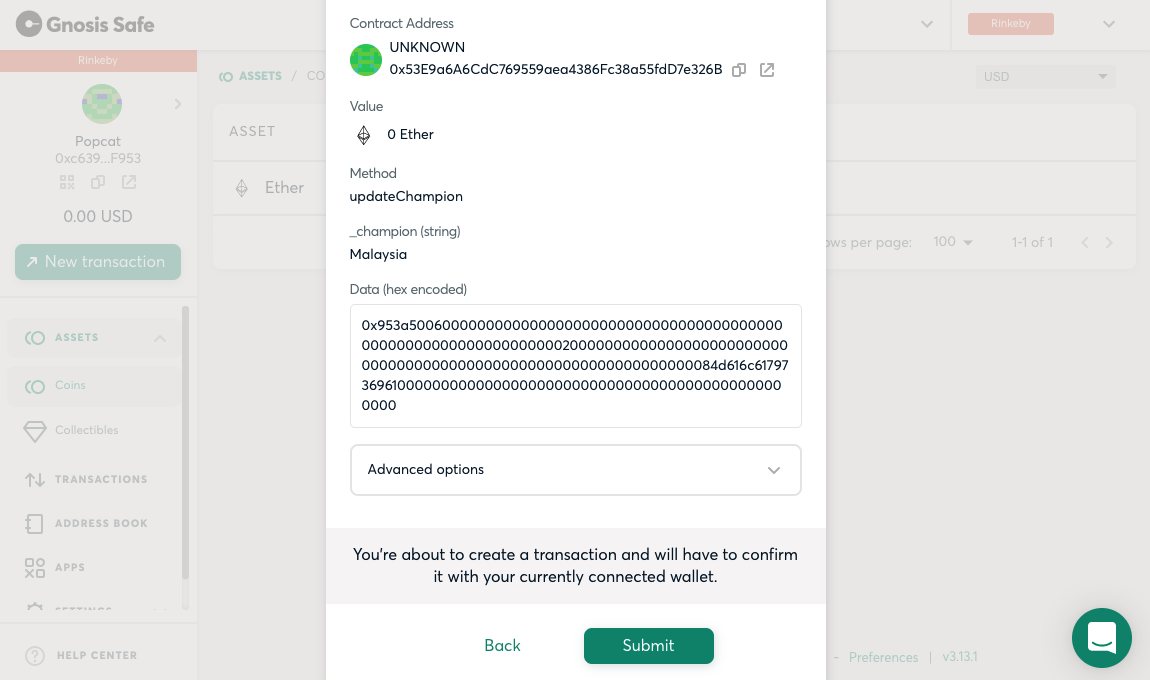 Gnosis Safe
Rinkeby
Rinkeby
Popcat
0xc639...F953
0.00 USD
New transaction
ASSETS
Coins
Collectibles
TRANSACTIONS
ADDRESS BOOK
APPS
SETTINGS
HELP CENTER
ASSETS / CO
USD
ASSET
Ether
ows per page: 100 1-1 of 1
Contract Address
UNKNOWN
0x53E9a6A6CdC769559aea4386Fc38a55fdD7e326B
Value
0 Ether
Method
updateChampion
_champion (string)
Malaysia
Data (hex encoded)
Advanced options
You're about to create a transaction and will have to confirm
it with your currently connected wallet.
Back
Submit
- Preferences | v3.13.1